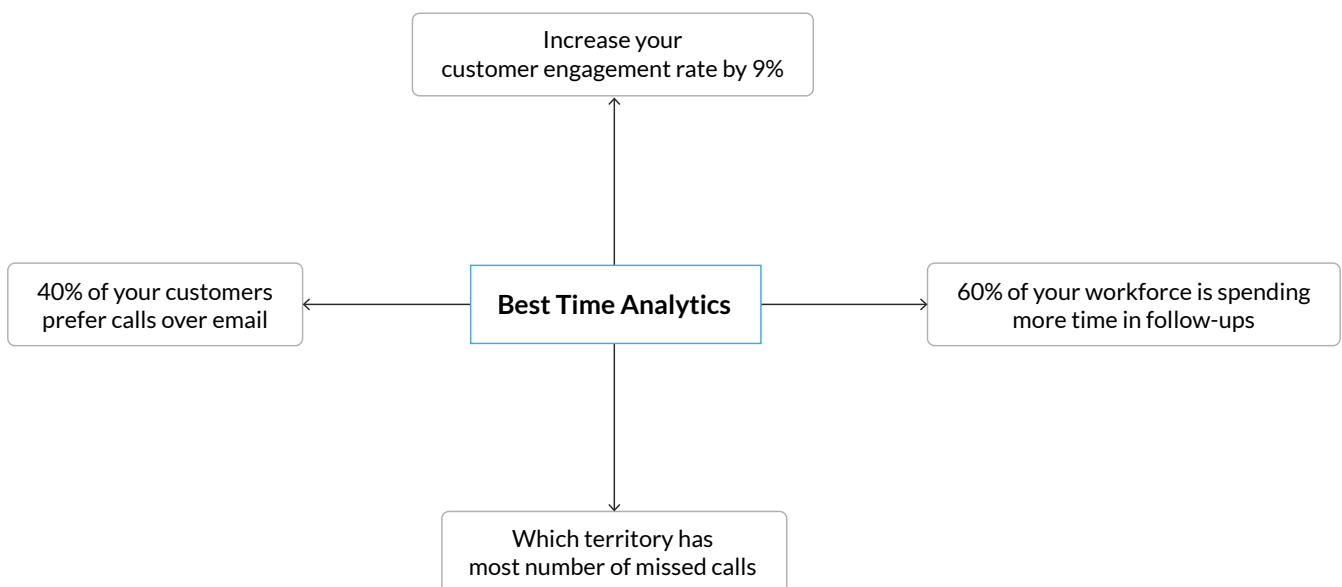 Increase your
customer engagement rate by 9%
40% of your customers
prefer calls over email
Best Time Analytics
60% of your workforce is spending
more time in follow-ups
Which territory has
most number of missed calls